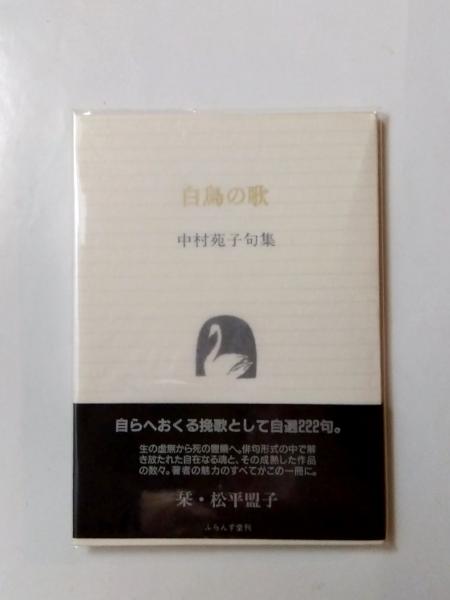 白鳥の歌
中村苑子句集
自らへおくる挽歌として自選222句。
生の虚無から死の豊饒へ。俳句形式の中で解
き放たれた自在なる魂と、その成熟した作品
の数々。著者の魅力のすべてがこの一冊に。
栞・松平盟子
ふらんす堂刊